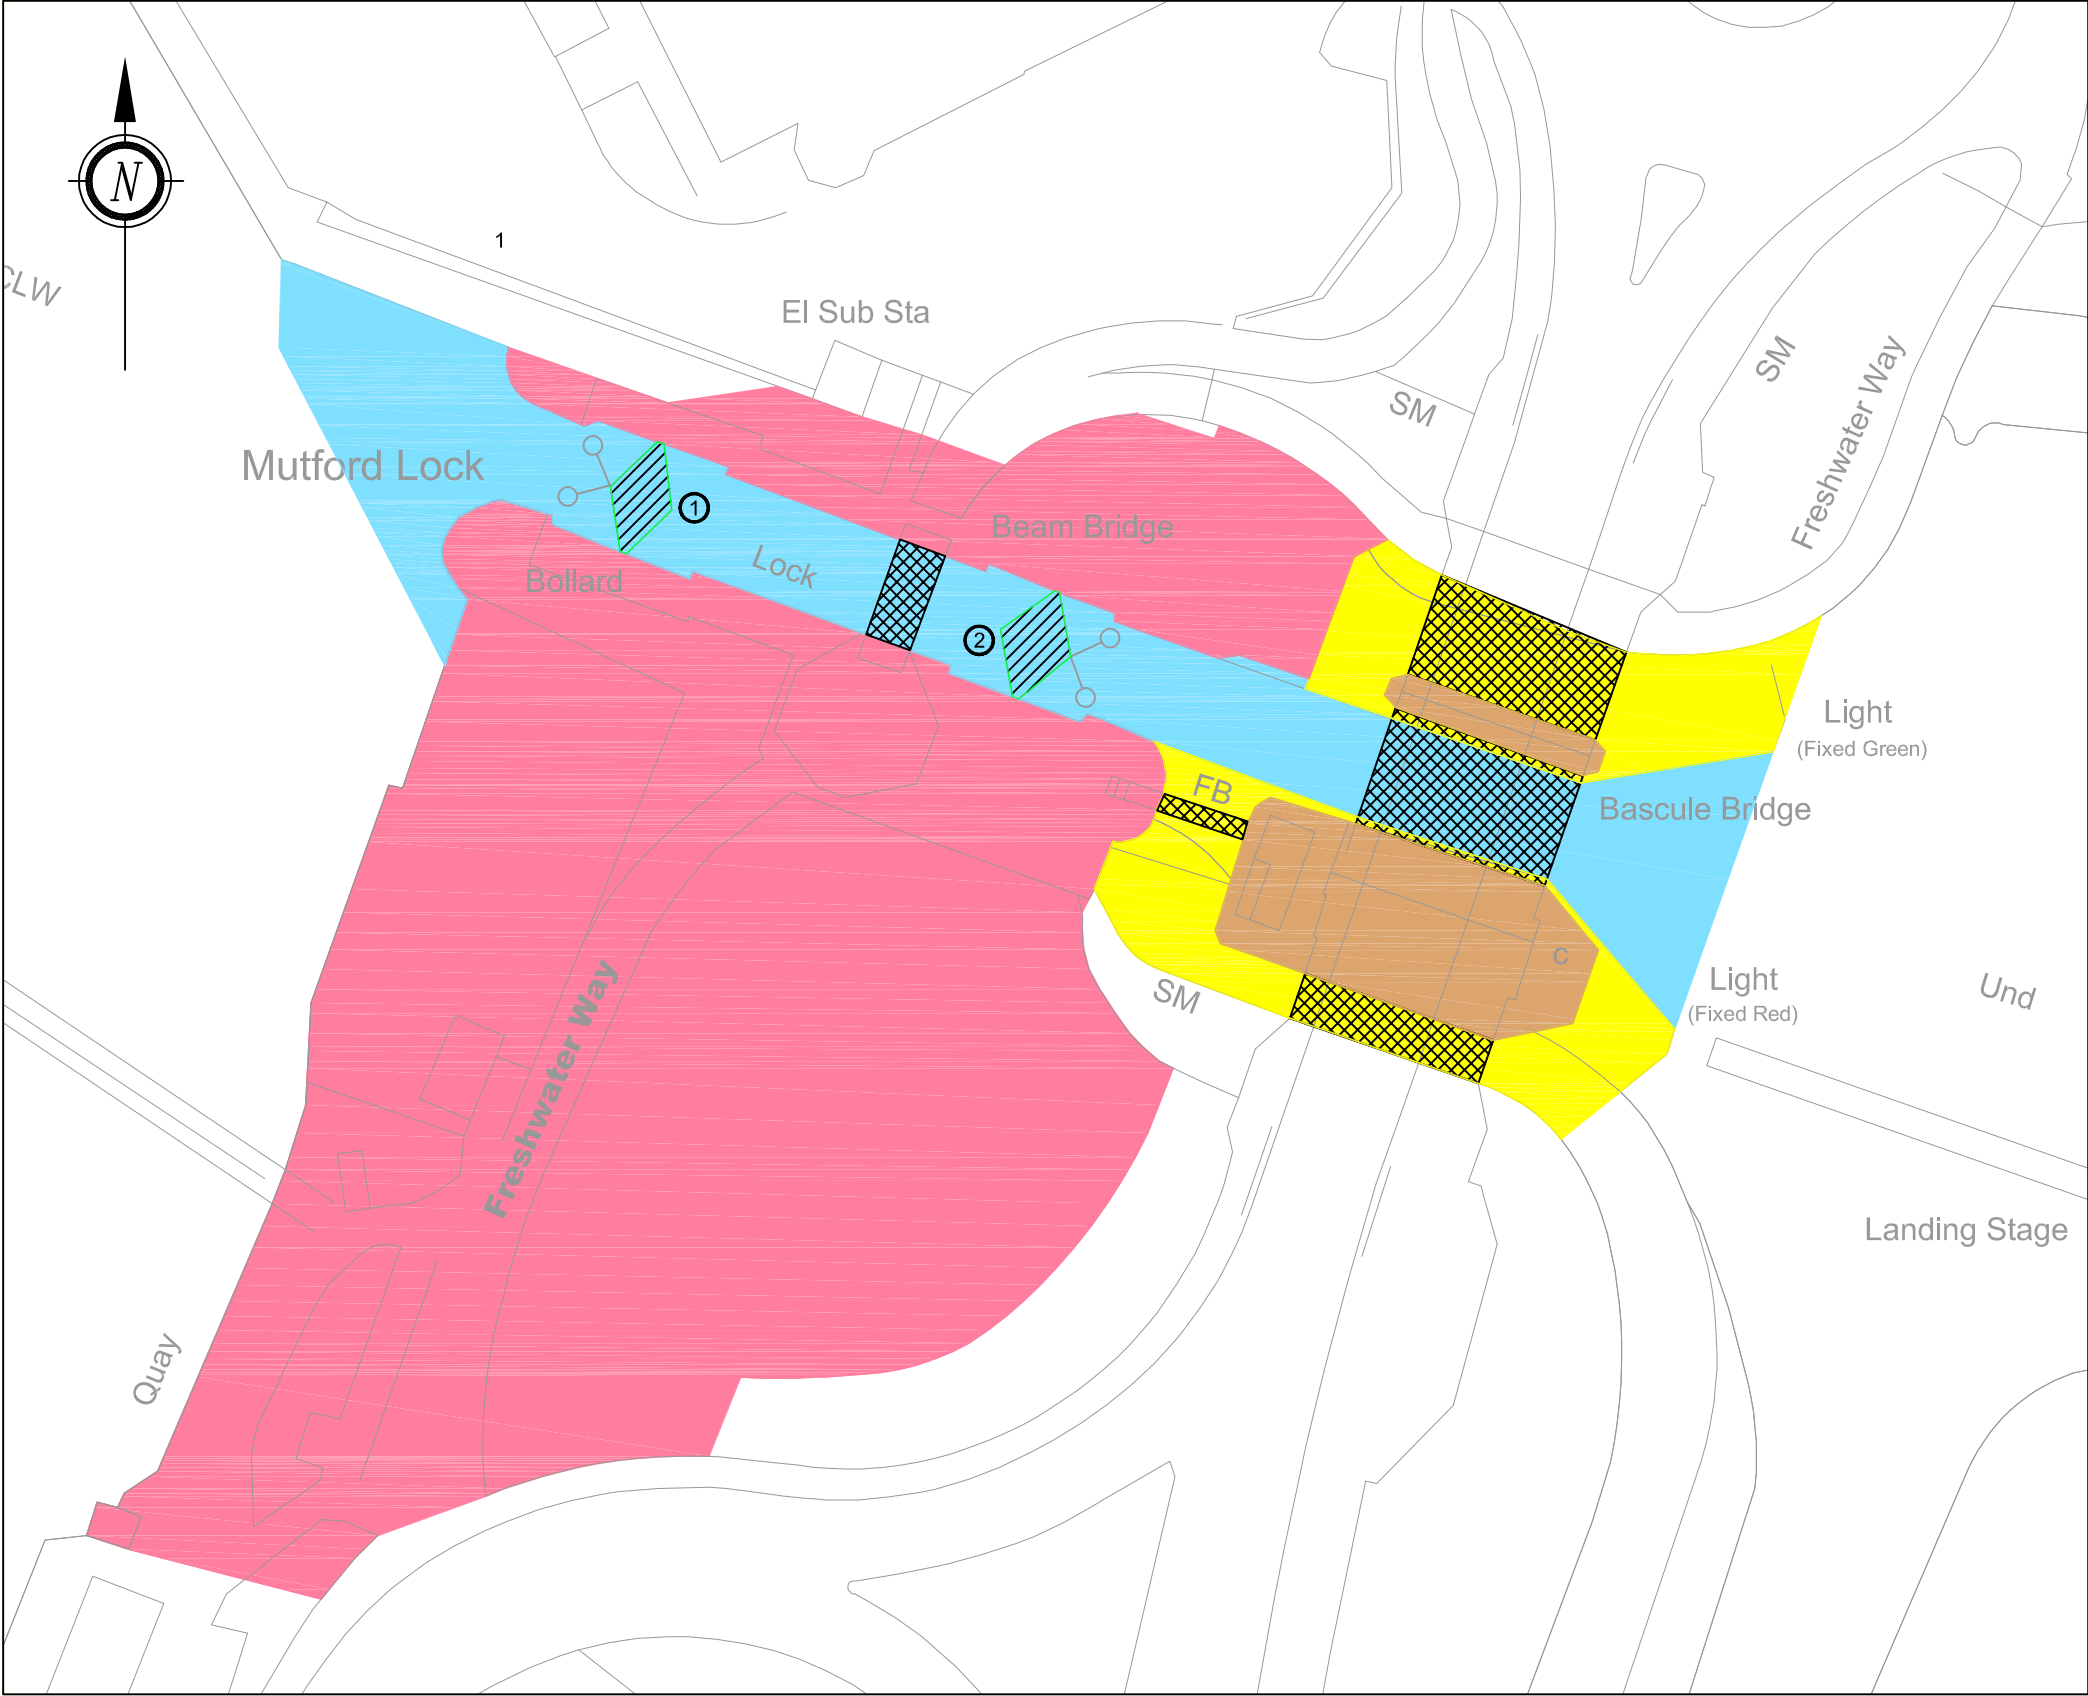 N
1
CLW
El Sub Sta
SM
SM
Freshwater Way
Mutford Lock
1
Beam Bridge
Lock
Bollard
2
Light
(Fixed Green)
FB
Bascule Bridge
c
Light
(Fixed Red)
Und
SM
Freshwater Way
Landing Stage
Quay